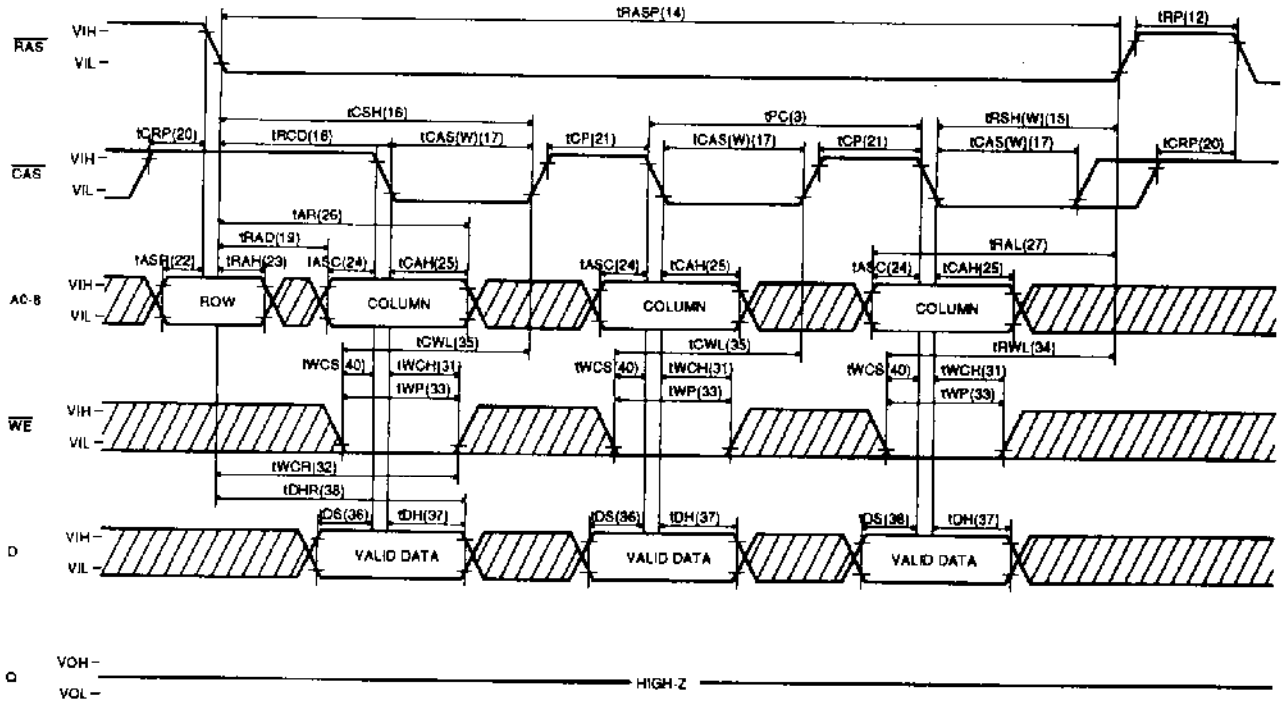 tRASP(14)
tRP(12)
RAS
VIH
VIL
tCSH(16)
tPC(3)
tCRP(20)
tRCD(18)
tCAS(W)(17)
tCP(21)
tCAS(W)(17)
tCP(21)
tRSH(W)(15)
tCAS(W)(17)
tCRP(20)
CAS
VIH
VIL
tAR(26)
tRAD(19)
tRAL(27)
tASR(22)
tRAH(23)
tASC(24)
tCAH(25)
tASC(24)
tCAH(25)
tASC(24)
tCAH(25)
A0-8
VIH
VIL
ROW
COLUMN
COLUMN
COLUMN
tCWL(35)
tCWL(35)
tRWL(34)
tWCS(40)
tWCH(31)
tWCS(40)
tWCH(31)
tWCS(40)
tWCH(31)
tWP(33)
tWP(33)
tWP(33)
WE
VIH
VIL
tWCR(32)
tDHR(38)
tDS(36)
tDH(37)
tDS(36)
tDH(37)
tDS(36)
tDH(37)
D
VIH
VIL
VALID DATA
VALID DATA
VALID DATA
Q
VOH
VOL
HIGH-Z